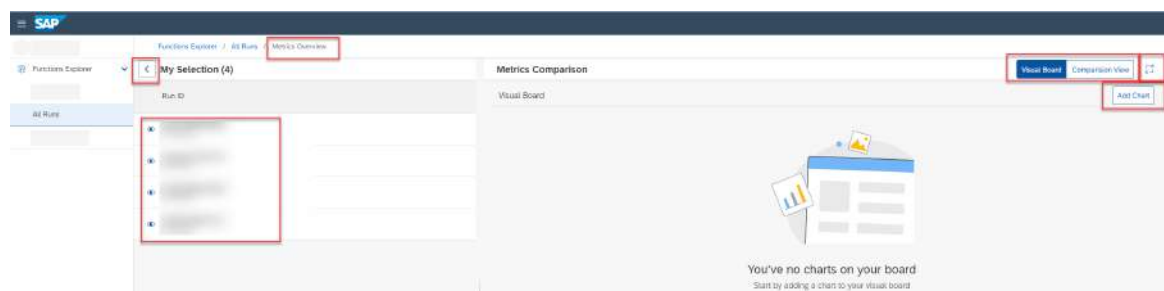 SAP
Functions Explorer / All Runs / Metrics Overview
Functions Explorer
My Selection (4)
Metrics Comparison
Visual Board
Comparision View
Run ID
Visual Board
Add Chart
All Runs
You've no charts on your board
Start by adding a chart to your visual board